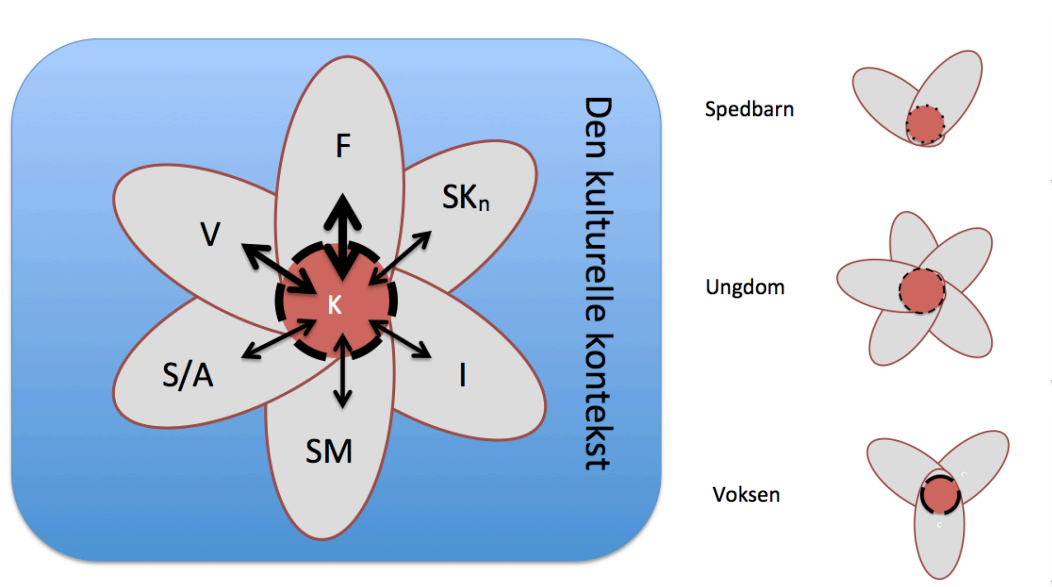 F
SKₙ
V
K
S/A
I
SM
Den kulturelle kontekst
Spedbarn
Ungdom
Voksen
c
c